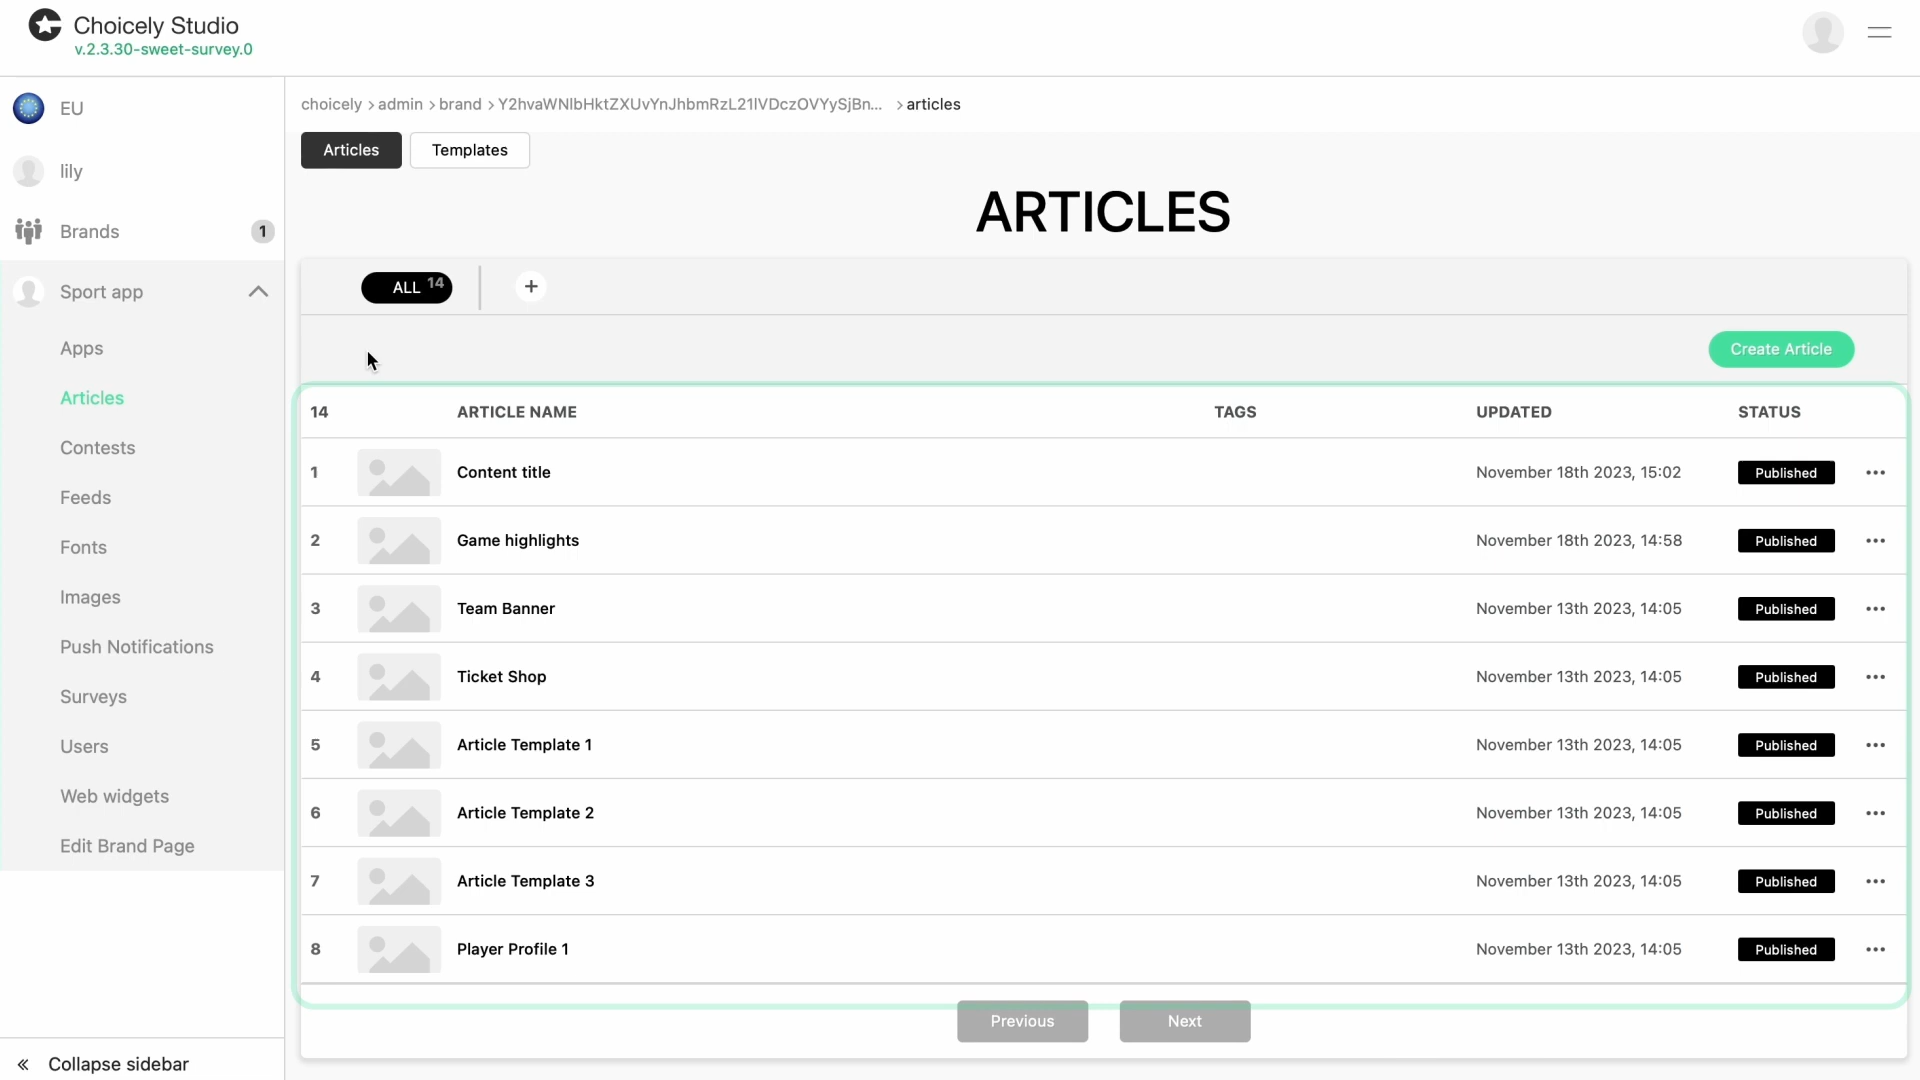 Choicely Studio
v.2.3.30-sweet-survey.0
EU
lily
Brands 1
Sport app
Apps
Articles
Contests
Feeds
Fonts
Images
Push Notifications
Surveys
Users
Web widgets
Edit Brand Page
« Collapse sidebar
choicely > admin > brand > Y2hvaWNlbHktZXUvYnJhbmRzL21lVDczOVYySjBn... > articles
Articles Templates
ARTICLES
ALL 14 +
Create Article
14 ARTICLE NAME TAGS UPDATED STATUS
1 Content title November 18th 2023, 15:02 Published
2 Game highlights November 18th 2023, 14:58 Published
3 Team Banner November 13th 2023, 14:05 Published
4 Ticket Shop November 13th 2023, 14:05 Published
5 Article Template 1 November 13th 2023, 14:05 Published
6 Article Template 2 November 13th 2023, 14:05 Published
7 Article Template 3 November 13th 2023, 14:05 Published
8 Player Profile 1 November 13th 2023, 14:05 Published
Previous Next